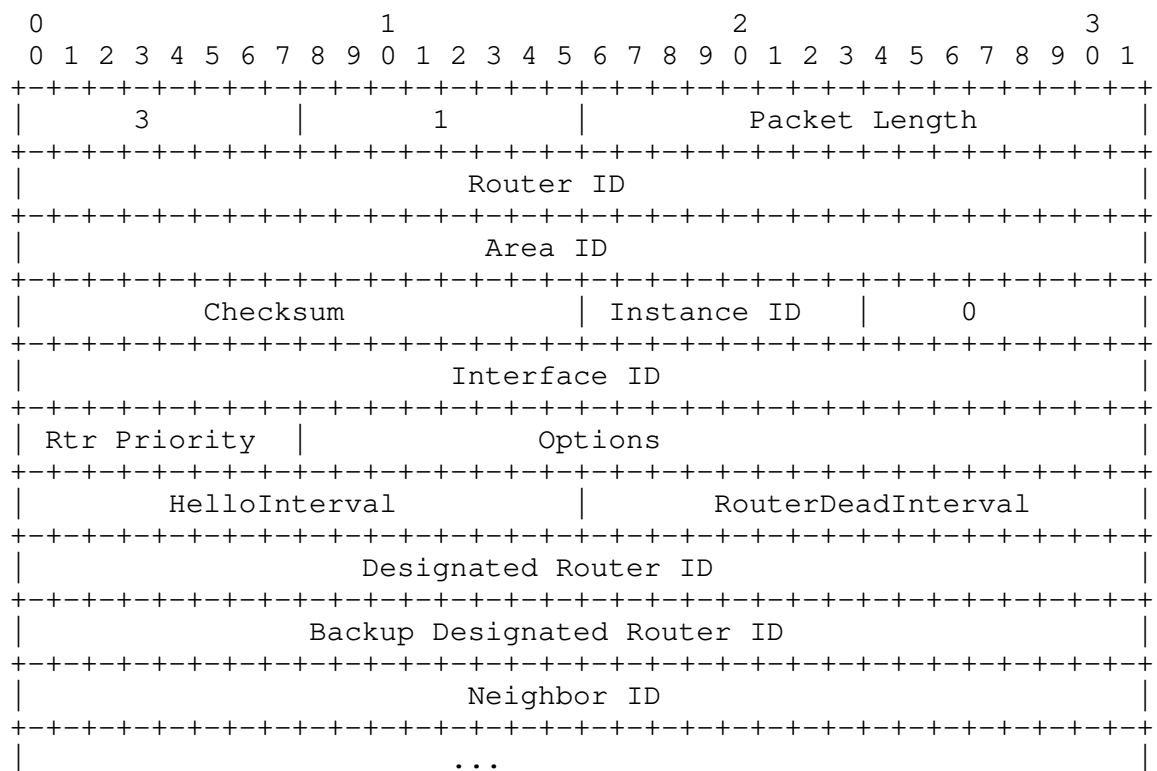 0                   1                   2                   3
 0 1 2 3 4 5 6 7 8 9 0 1 2 3 4 5 6 7 8 9 0 1 2 3 4 5 6 7 8 9 0 1
+-+-+-+-+-+-+-+-+-+-+-+-+-+-+-+-+-+-+-+-+-+-+-+-+-+-+-+-+-+-+-+-+
|      3        |       1       |         Packet Length         |
+-+-+-+-+-+-+-+-+-+-+-+-+-+-+-+-+-+-+-+-+-+-+-+-+-+-+-+-+-+-+-+-+
|                         Router ID                             |
+-+-+-+-+-+-+-+-+-+-+-+-+-+-+-+-+-+-+-+-+-+-+-+-+-+-+-+-+-+-+-+-+
|                          Area ID                              |
+-+-+-+-+-+-+-+-+-+-+-+-+-+-+-+-+-+-+-+-+-+-+-+-+-+-+-+-+-+-+-+-+
|          Checksum             | Instance ID   |     0         |
+-+-+-+-+-+-+-+-+-+-+-+-+-+-+-+-+-+-+-+-+-+-+-+-+-+-+-+-+-+-+-+-+
|                        Interface ID                           |
+-+-+-+-+-+-+-+-+-+-+-+-+-+-+-+-+-+-+-+-+-+-+-+-+-+-+-+-+-+-+-+-+
| Rtr Priority  |             Options                           |
+-+-+-+-+-+-+-+-+-+-+-+-+-+-+-+-+-+-+-+-+-+-+-+-+-+-+-+-+-+-+-+-+
|        HelloInterval          |       RouterDeadInterval      |
+-+-+-+-+-+-+-+-+-+-+-+-+-+-+-+-+-+-+-+-+-+-+-+-+-+-+-+-+-+-+-+-+
|                   Designated Router ID                        |
+-+-+-+-+-+-+-+-+-+-+-+-+-+-+-+-+-+-+-+-+-+-+-+-+-+-+-+-+-+-+-+-+
|                Backup Designated Router ID                    |
+-+-+-+-+-+-+-+-+-+-+-+-+-+-+-+-+-+-+-+-+-+-+-+-+-+-+-+-+-+-+-+-+
|                         Neighbor ID                           |
+-+-+-+-+-+-+-+-+-+-+-+-+-+-+-+-+-+-+-+-+-+-+-+-+-+-+-+-+-+-+-+-+
|                        ...                                    |